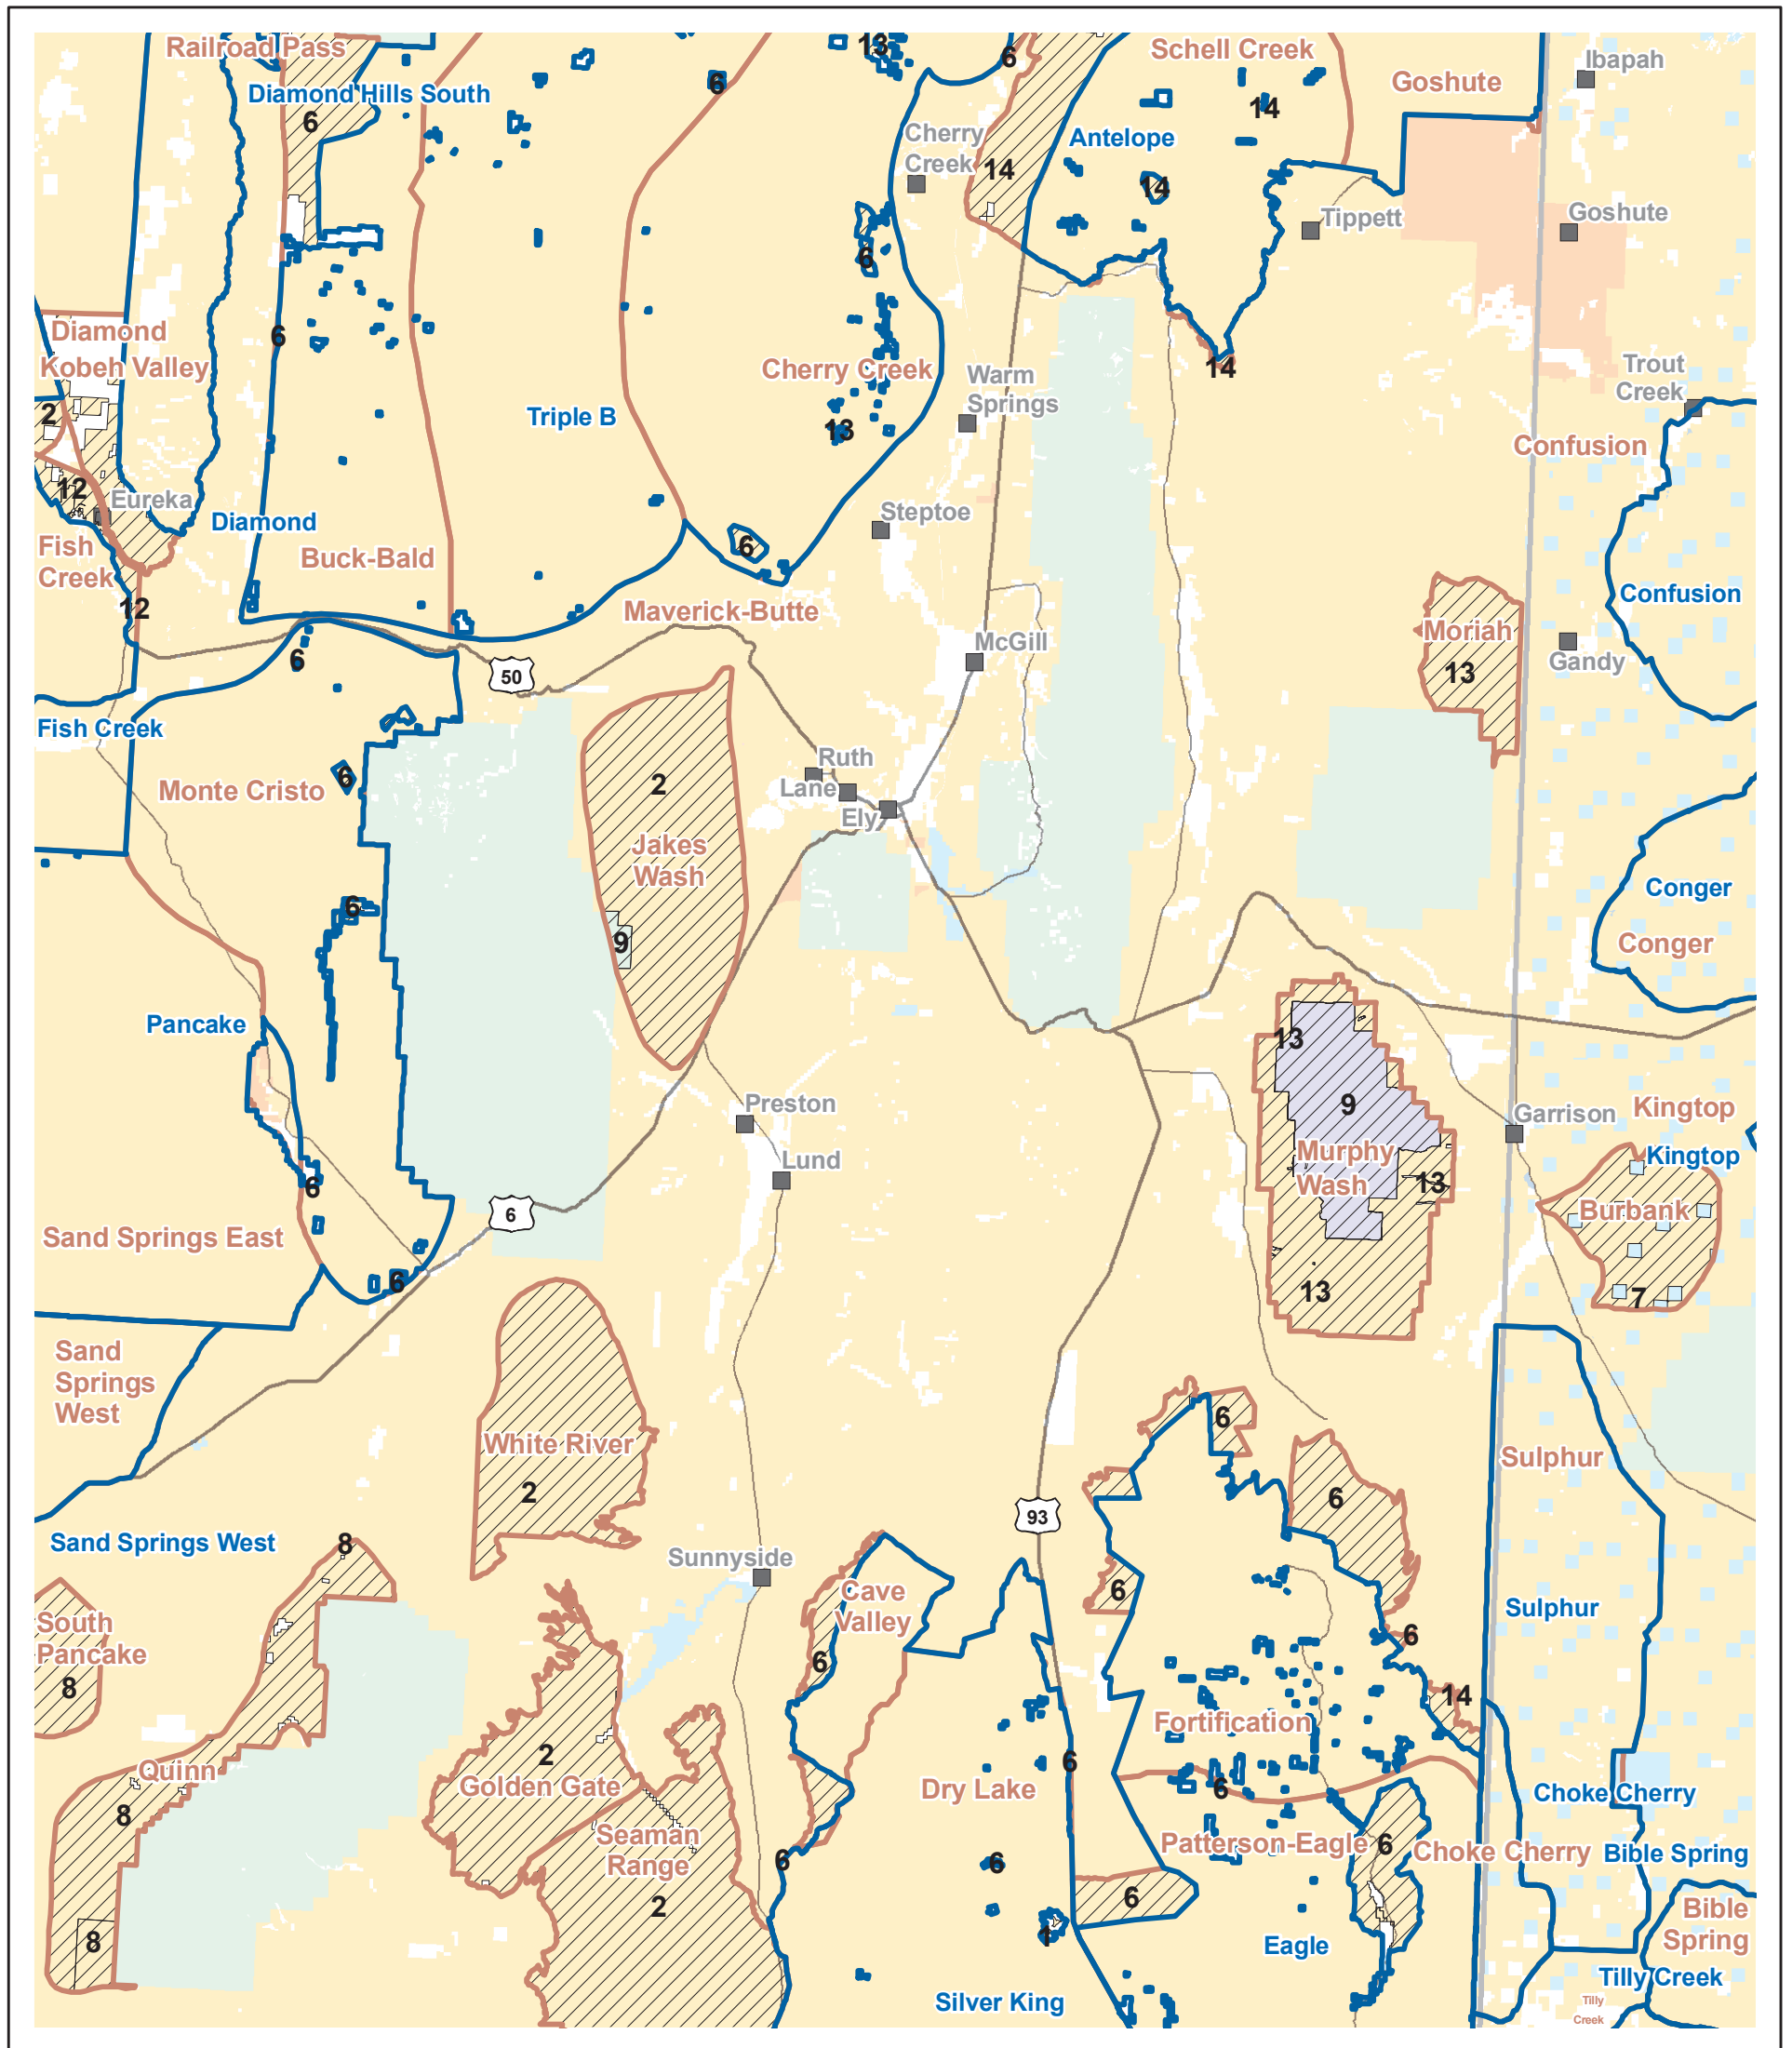 Railroad Pass
13
6
Schell Creek
Ibapah
Diamond Hills South
6
6
Goshute
14
Cherry
Creek
Antelope
14
14
Tippett
Goshute
6
Diamond
Kobeh Valley
6
Cherry Creek
Warm
Springs
14
Trout
Creek
2
Triple B
13
Confusion
12
Eureka
Diamond
Steptoe
Fish
Creek
Buck-Bald
6
Confusion
12
Maverick-Butte
McGill
Moriah
Gandy
6
50
13
Fish Creek
Monte Cristo
6
2
Ruth
Lane
Ely
Jakes
Wash
Conger
6
9
Conger
Pancake
13
9
Preston
Garrison
Kingtop
Murphy
Wash
Kingtop
Lund
13
6
6
Burbank
Sand Springs East
6
13
7
Sand
Springs
West
6
White River
Sulphur
2
6
93
Sand Springs West
8
Sunnyside
Cave
Valley
6
Sulphur
South
Pancake
6
6
8
14
Fortification
2
6
Quinn
Golden Gate
Dry Lake
6
Choke Cherry
8
Seaman
Range
Patterson-Eagle
6
Choke Cherry
Bible Spring
6
6
2
6
Bible
Spring
8
1
Eagle
Tilly Creek
Silver King
Tilly
Creek